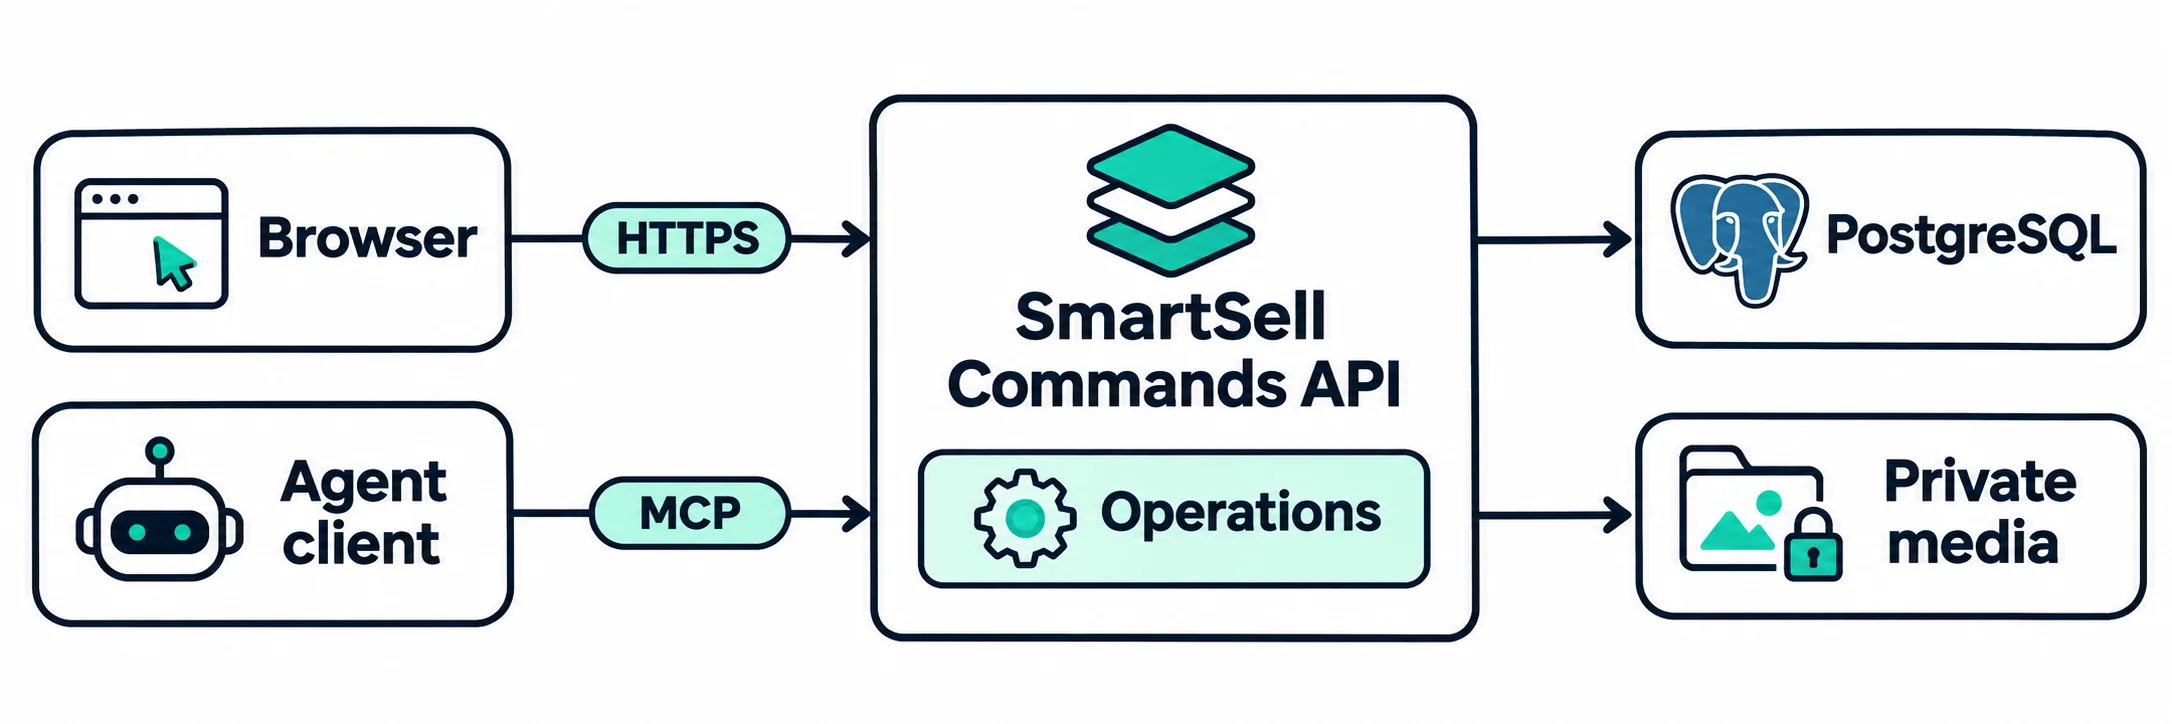 Browser
HTTPS
SmartSell
Commands API
PostgreSQL
Agent
client
MCP
Operations
Private
media